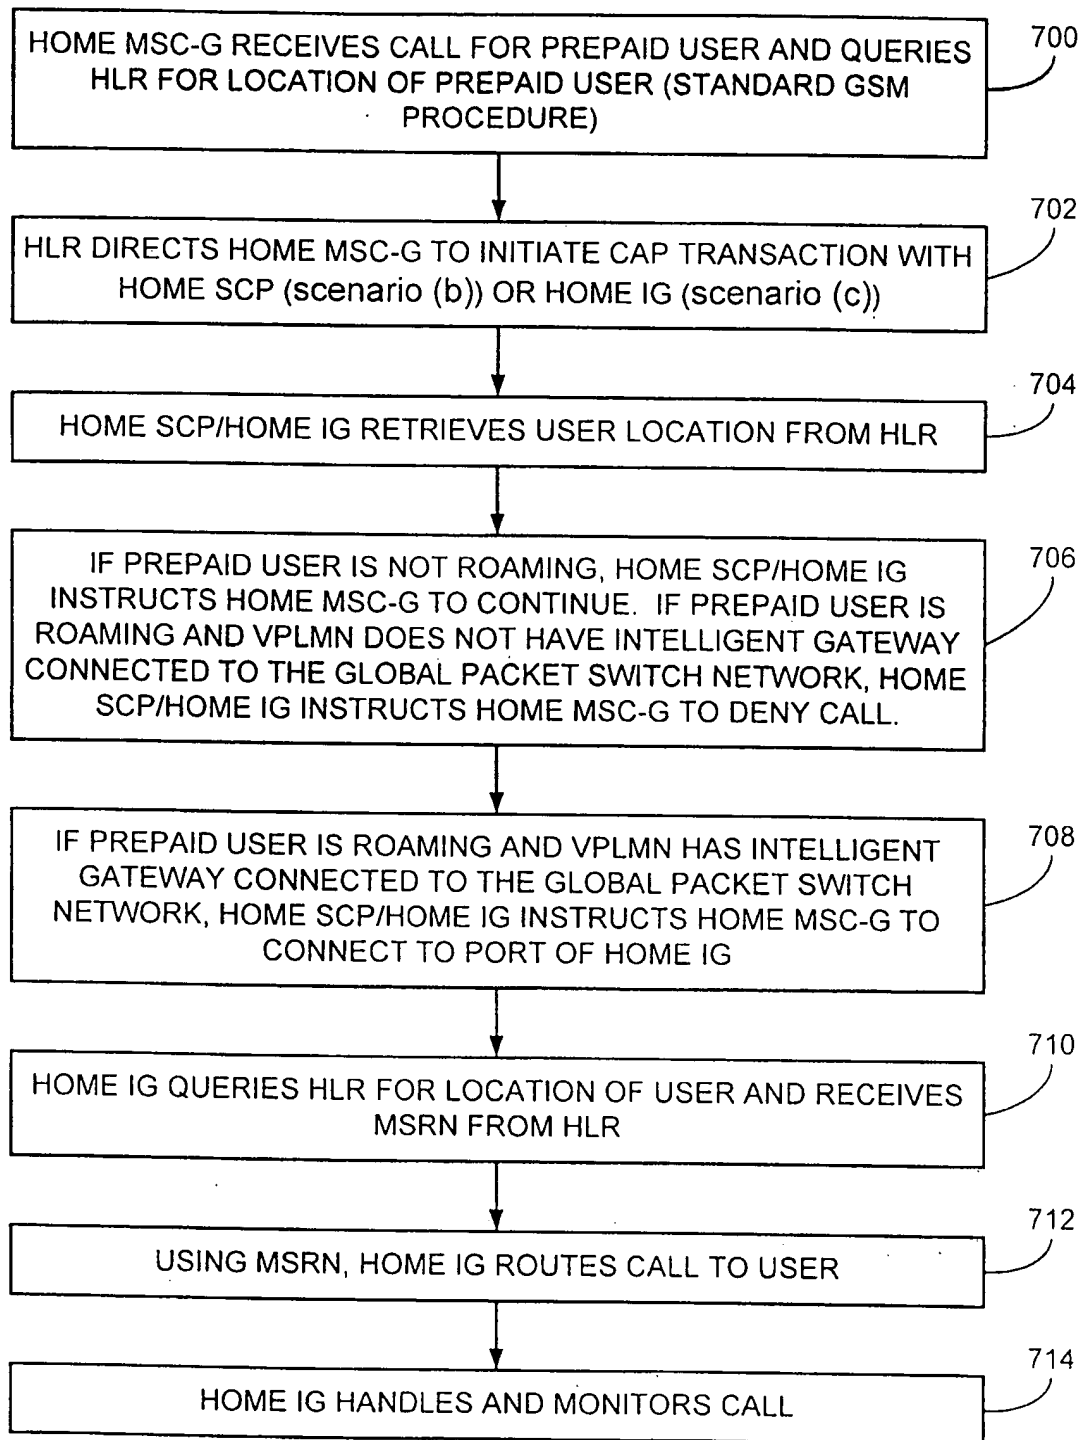 HOME MSC-G RECEIVES CALL FOR PREPAID USER AND QUERIES
HLR FOR LOCATION OF PREPAID USER (STANDARD GSM
PROCEDURE)
700
HLR DIRECTS HOME MSC-G TO INITIATE CAP TRANSACTION WITH
HOME SCP (scenario (b)) OR HOME IG (scenario (c))
702
HOME SCP/HOME IG RETRIEVES USER LOCATION FROM HLR
704
IF PREPAID USER IS NOT ROAMING, HOME SCP/HOME IG
INSTRUCTS HOME MSC-G TO CONTINUE. IF PREPAID USER IS
ROAMING AND VPLMN DOES NOT HAVE INTELLIGENT GATEWAY
CONNECTED TO THE GLOBAL PACKET SWITCH NETWORK, HOME
SCP/HOME IG INSTRUCTS HOME MSC-G TO DENY CALL.
706
IF PREPAID USER IS ROAMING AND VPLMN HAS INTELLIGENT
GATEWAY CONNECTED TO THE GLOBAL PACKET SWITCH
NETWORK, HOME SCP/HOME IG INSTRUCTS HOME MSC-G TO
CONNECT TO PORT OF HOME IG
708
HOME IG QUERIES HLR FOR LOCATION OF USER AND RECEIVES
MSRN FROM HLR
710
USING MSRN, HOME IG ROUTES CALL TO USER
712
HOME IG HANDLES AND MONITORS CALL
714